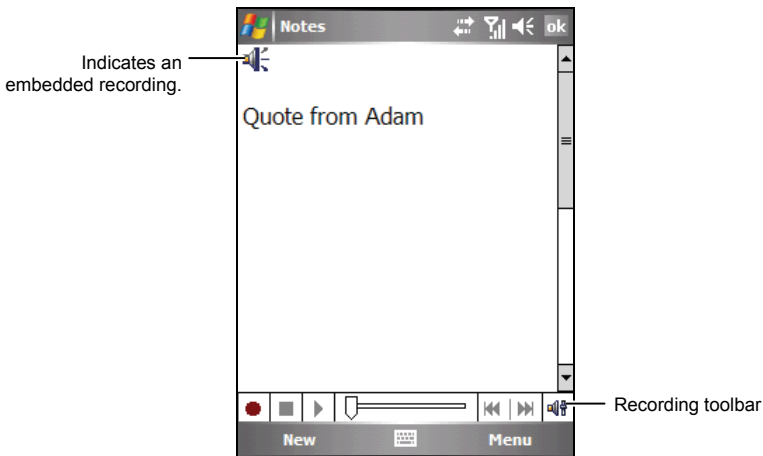 Notes
ok
Indicates an
embedded recording.
Quote from Adam
Recording toolbar
New
Menu